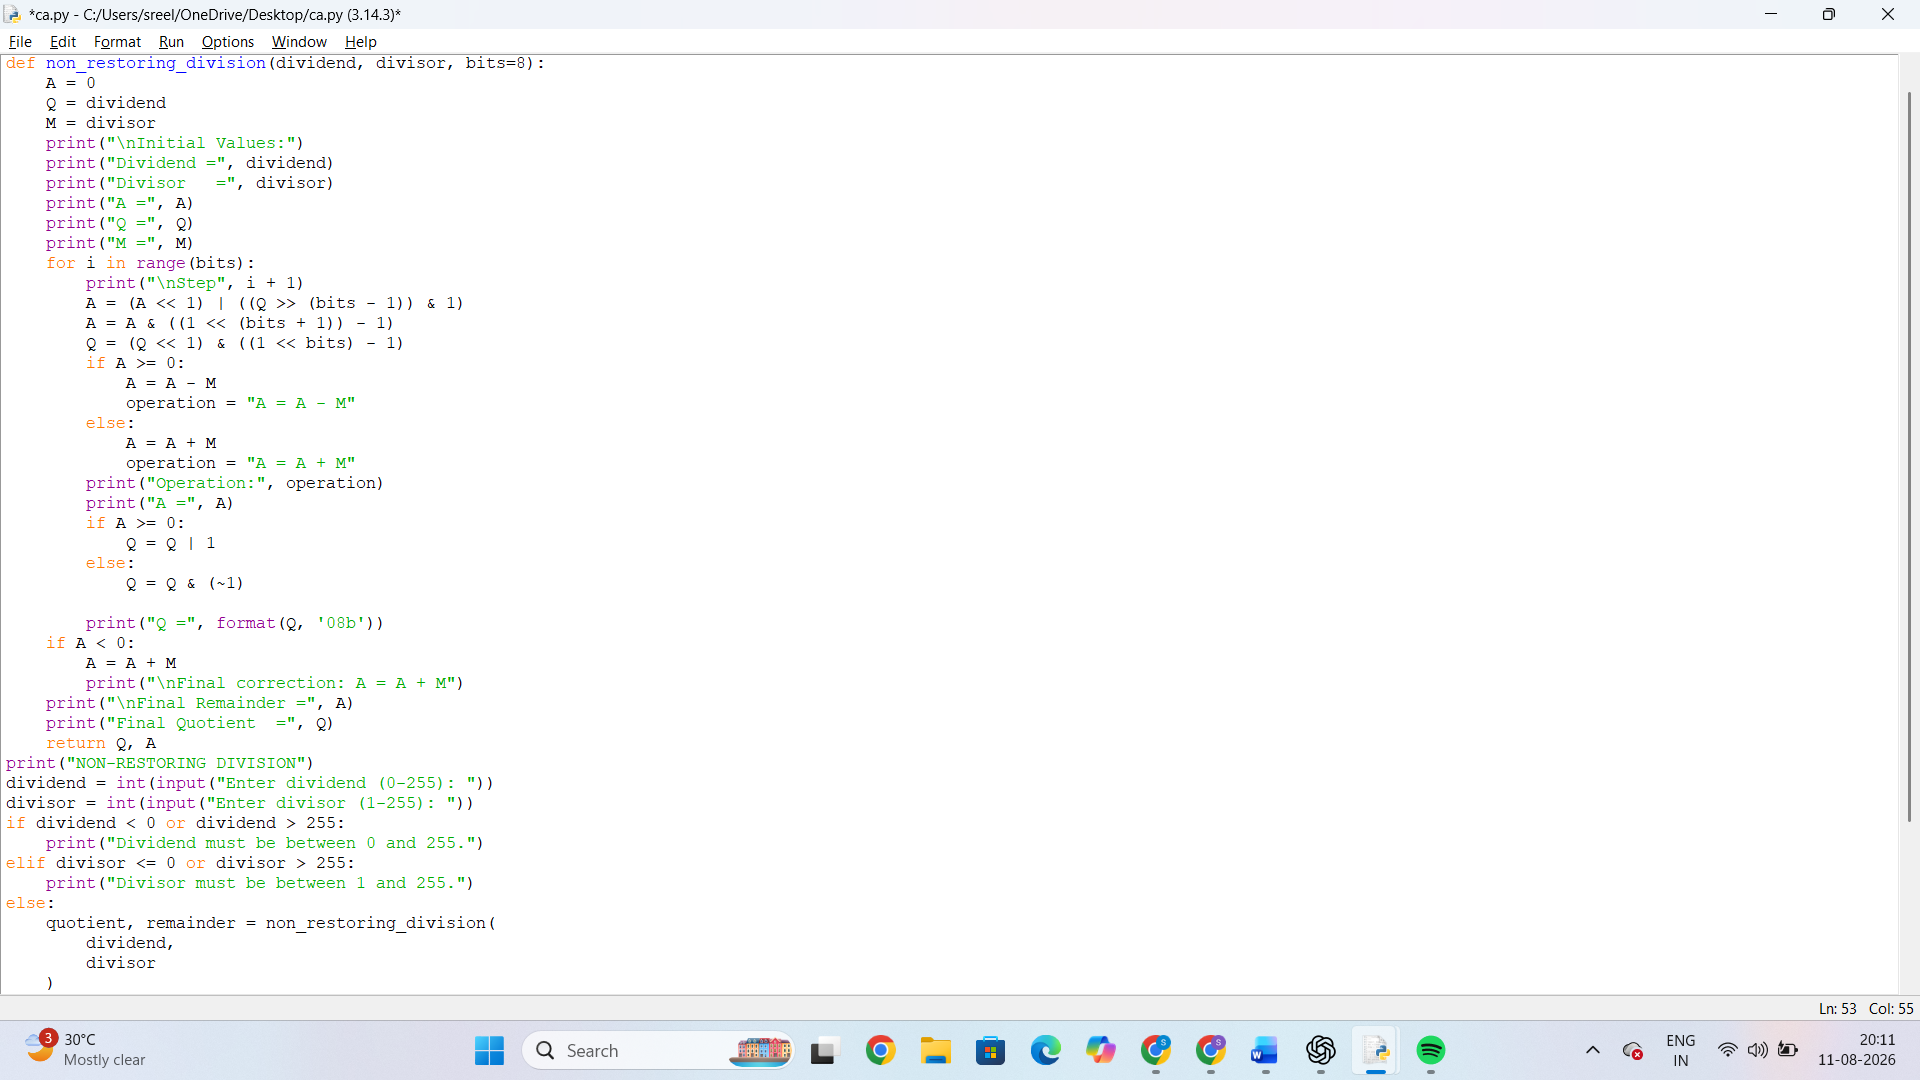 *ca.py - C:/Users/sreel/OneDrive/Desktop/ca.py (3.14.3)*
File Edit Format Run Options Window Help
def non_restoring_division(dividend, divisor, bits=8):
    A = 0
    Q = dividend
    M = divisor
    print("\nInitial Values:")
    print("Dividend =", dividend)
    print("Divisor   =", divisor)
    print("A =", A)
    print("Q =", Q)
    print("M =", M)
    for i in range(bits):
        print("\nStep", i + 1)
        A = (A << 1) | ((Q >> (bits - 1)) & 1)
        A = A & ((1 << (bits + 1)) - 1)
        Q = (Q << 1) & ((1 << bits) - 1)
        if A >= 0:
            A = A - M
            operation = "A = A - M"
        else:
            A = A + M
            operation = "A = A + M"
        print("Operation:", operation)
        print("A =", A)
        if A >= 0:
            Q = Q | 1
        else:
            Q = Q & (~1)

        print("Q =", format(Q, '08b'))
    if A < 0:
        A = A + M
        print("\nFinal correction: A = A + M")
    print("\nFinal Remainder =", A)
    print("Final Quotient  =", Q)
    return Q, A
print("NON-RESTORING DIVISION")
dividend = int(input("Enter dividend (0-255): "))
divisor = int(input("Enter divisor (1-255): "))
if dividend < 0 or dividend > 255:
    print("Dividend must be between 0 and 255.")
elif divisor <= 0 or divisor > 255:
    print("Divisor must be between 1 and 255.")
else:
    quotient, remainder = non_restoring_division(
        dividend,
        divisor
    )
Ln: 53 Col: 55
3
30°C
Mostly clear
Search
S
S
W
ENG
IN
20:11
11-08-2026